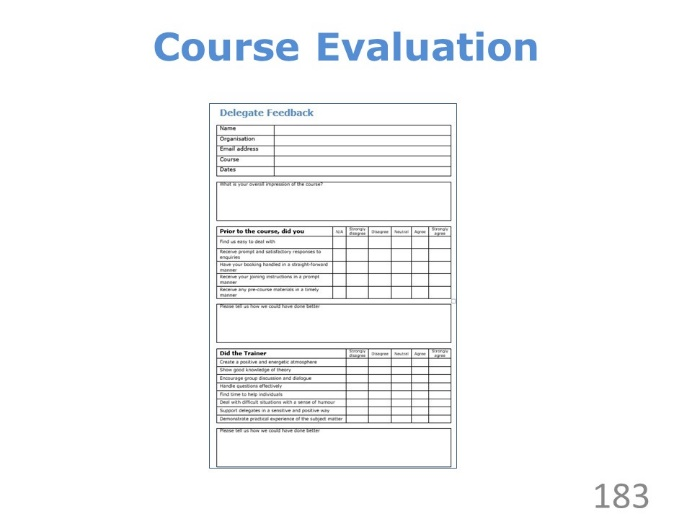 Course Evaluation
Delegate Feedback
Name
Organisation
Email address
Course
Dates
What is your overall impression of the course?
Prior to the course, did you N/A Strongly disagree Disagree Neutral Agree Strongly agree
Find us easy to deal with
Receive prompt and satisfactory responses to
enquiries
Have your booking handled in a straight-forward
manner
Receive your joining instructions in a prompt
manner
Receive any pre-course materials in a timely
manner
Please tell us how we could have done better
Did the Trainer Strongly disagree Disagree Neutral Agree Strongly agree
Create a positive and energetic atmosphere
Show good knowledge of theory
Encourage group discussion and dialogue
Handle questions effectively
Find time to help individuals
Deal with difficult situations with a sense of humour
Support delegates in a sensitive and positive way
Demonstrate practical experience of the subject matter
Please tell us how we could have done better
183